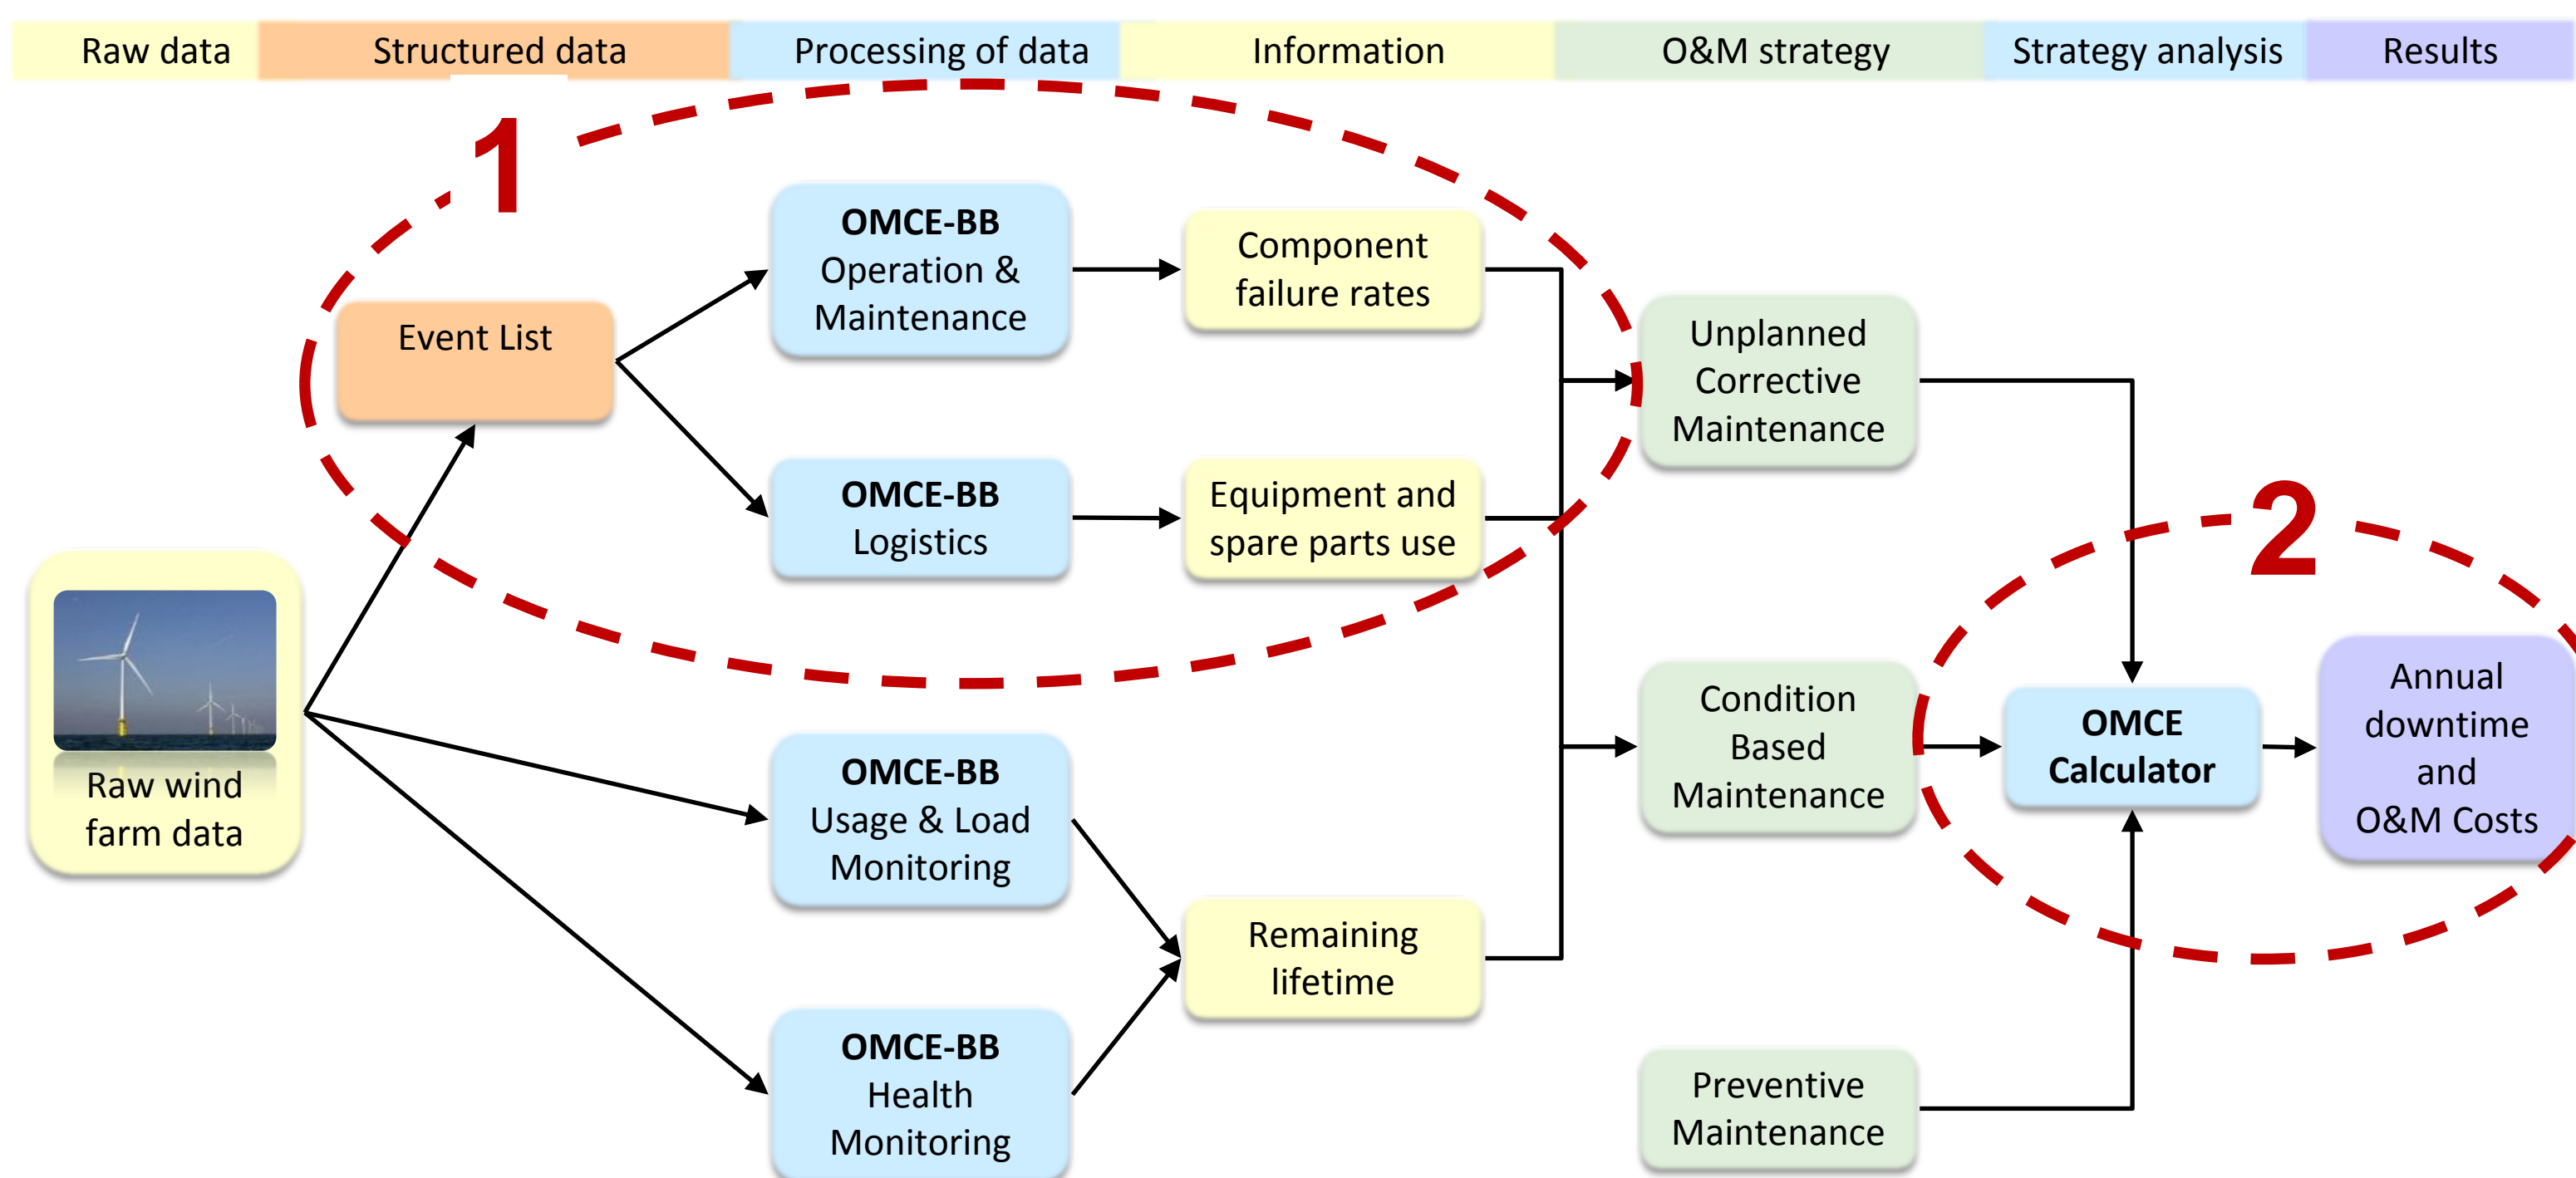 Raw data
Structured data
Processing of data
Information
O&M strategy
Strategy analysis
Results
1
OMCE-BB
Operation &
Maintenance
Component
failure rates
Event List
Unplanned
Corrective
Maintenance
OMCE-BB
Logistics
Equipment and
spare parts use
2
Raw wind
farm data
OMCE-BB
Usage & Load
Monitoring
Condition
Based
Maintenance
OMCE
Calculator
Annual
downtime
and
O&M Costs
Remaining
lifetime
OMCE-BB
Health
Monitoring
Preventive
Maintenance